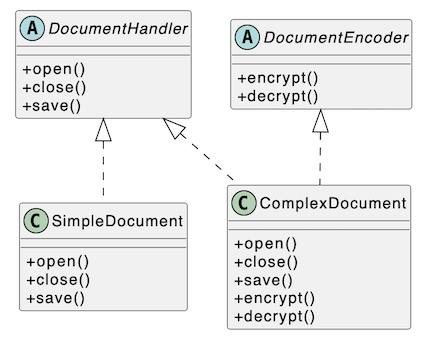 A DocumentHandler
+open()
+close()
+save()
A DocumentEncoder
+encrypt()
+decrypt()
C SimpleDocument
+open()
+close()
+save()
C ComplexDocument
+open()
+close()
+save()
+encrypt()
+decrypt()